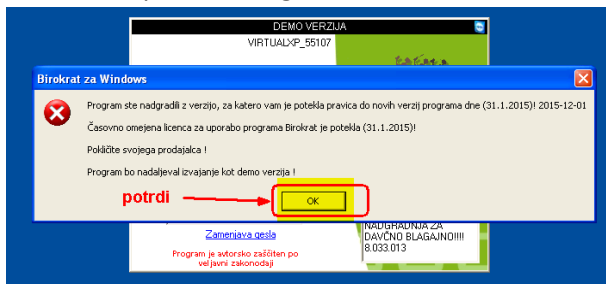 DEMO VERZIJA
VIRTUALXP_55107
Birokrat za Windows
Program ste nadgradili z verzijo, za katero vam je potekla pravica do novih verzij programa dne (31.1.2015)! 2015-12-01
Časovno omejena licenca za uporabo programa Birokrat je potekla (31.1.2015)!
Pokličite svojega prodajalca !
Program bo nadaljeval izvajanje kot demo verzija !
potrdi
OK
NADGRADNJA ZA
Zamenjava gesla
DAVČNO BLAGAJNO!!!!
8.033.013
Program je avtorsko zaščiten po
veljavni zakonodaji